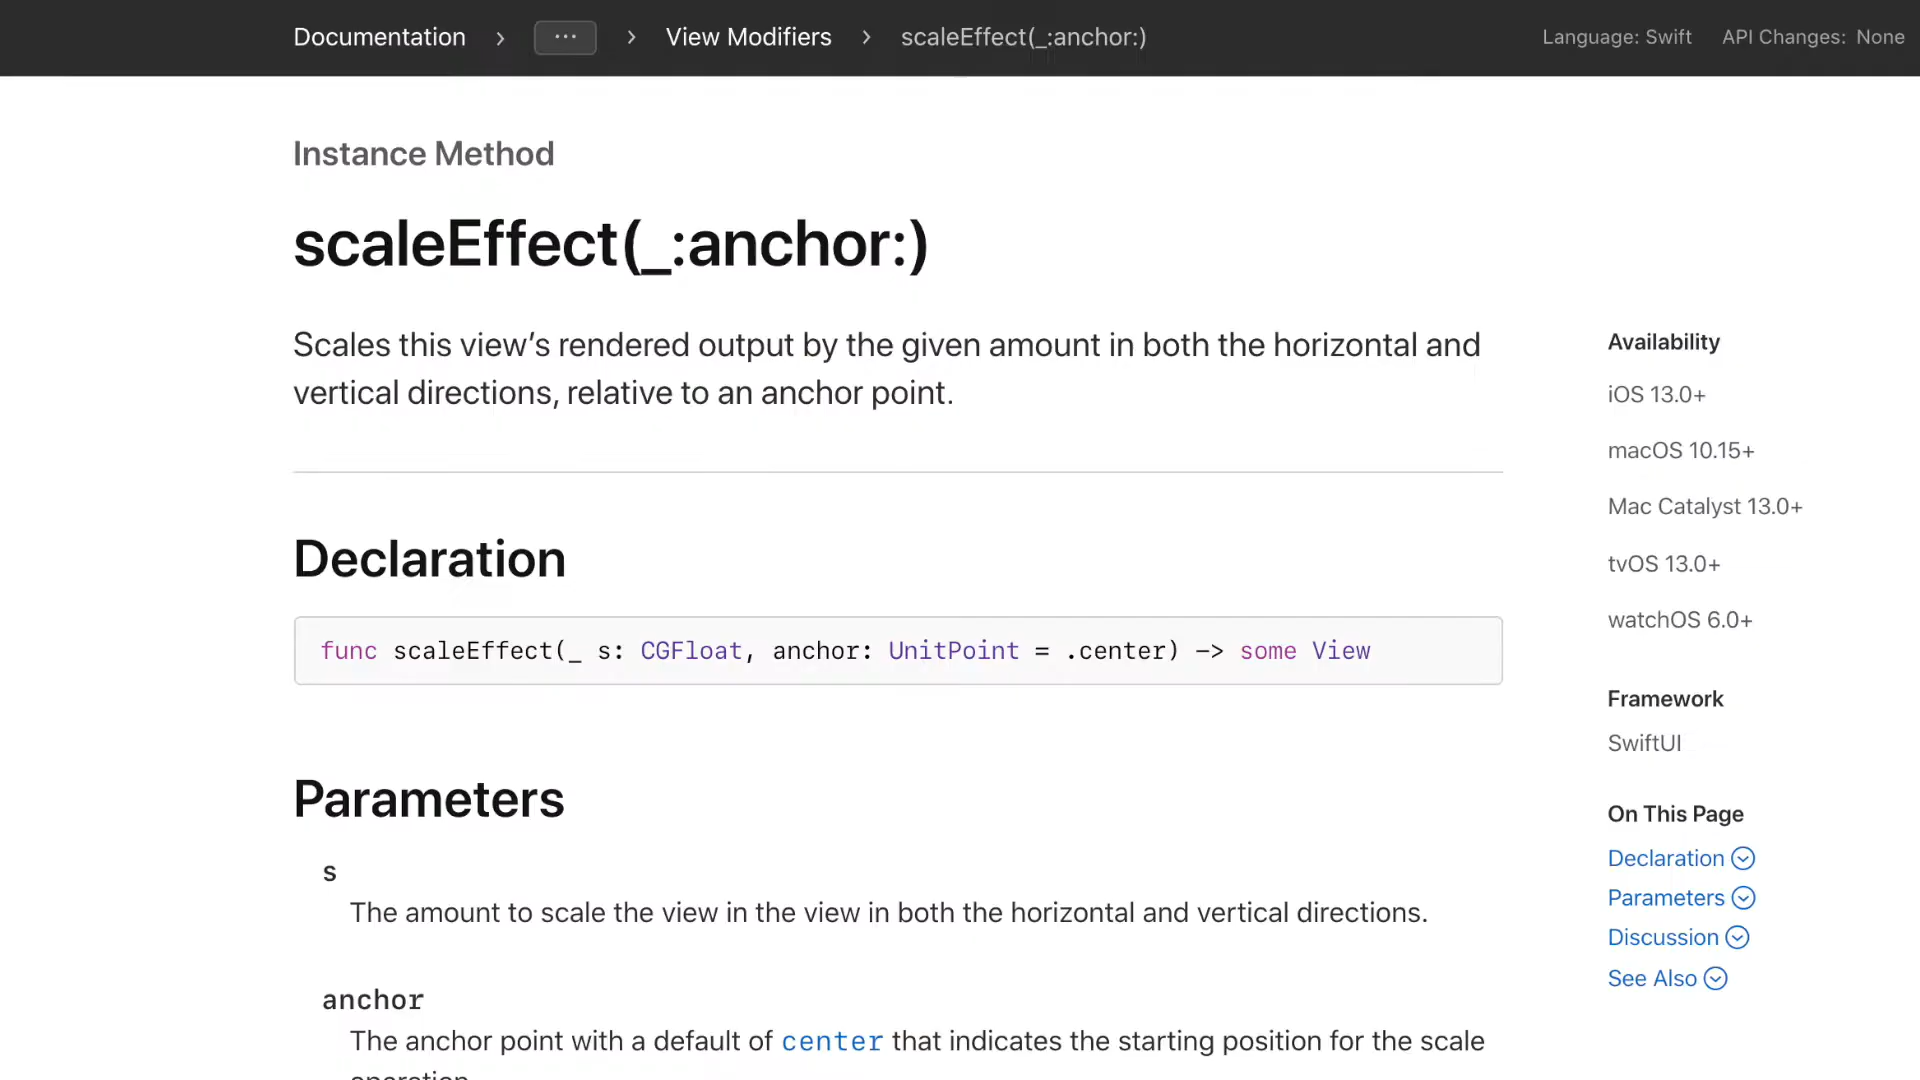 Documentation > ··· > View Modifiers > scaleEffect(_:anchor:)
Language: Swift API Changes: None
Instance Method
scaleEffect(_:anchor:)
Scales this view’s rendered output by the given amount in both the horizontal and
vertical directions, relative to an anchor point.
Declaration
func scaleEffect(_ s: CGFloat, anchor: UnitPoint = .center) -> some View
Parameters
s
The amount to scale the view in the view in both the horizontal and vertical directions.
anchor
The anchor point with a default of center that indicates the starting position for the scale
operation.
Availability
iOS 13.0+
macOS 10.15+
Mac Catalyst 13.0+
tvOS 13.0+
watchOS 6.0+
Framework
SwiftUI
On This Page
Declaration
Parameters
Discussion
See Also